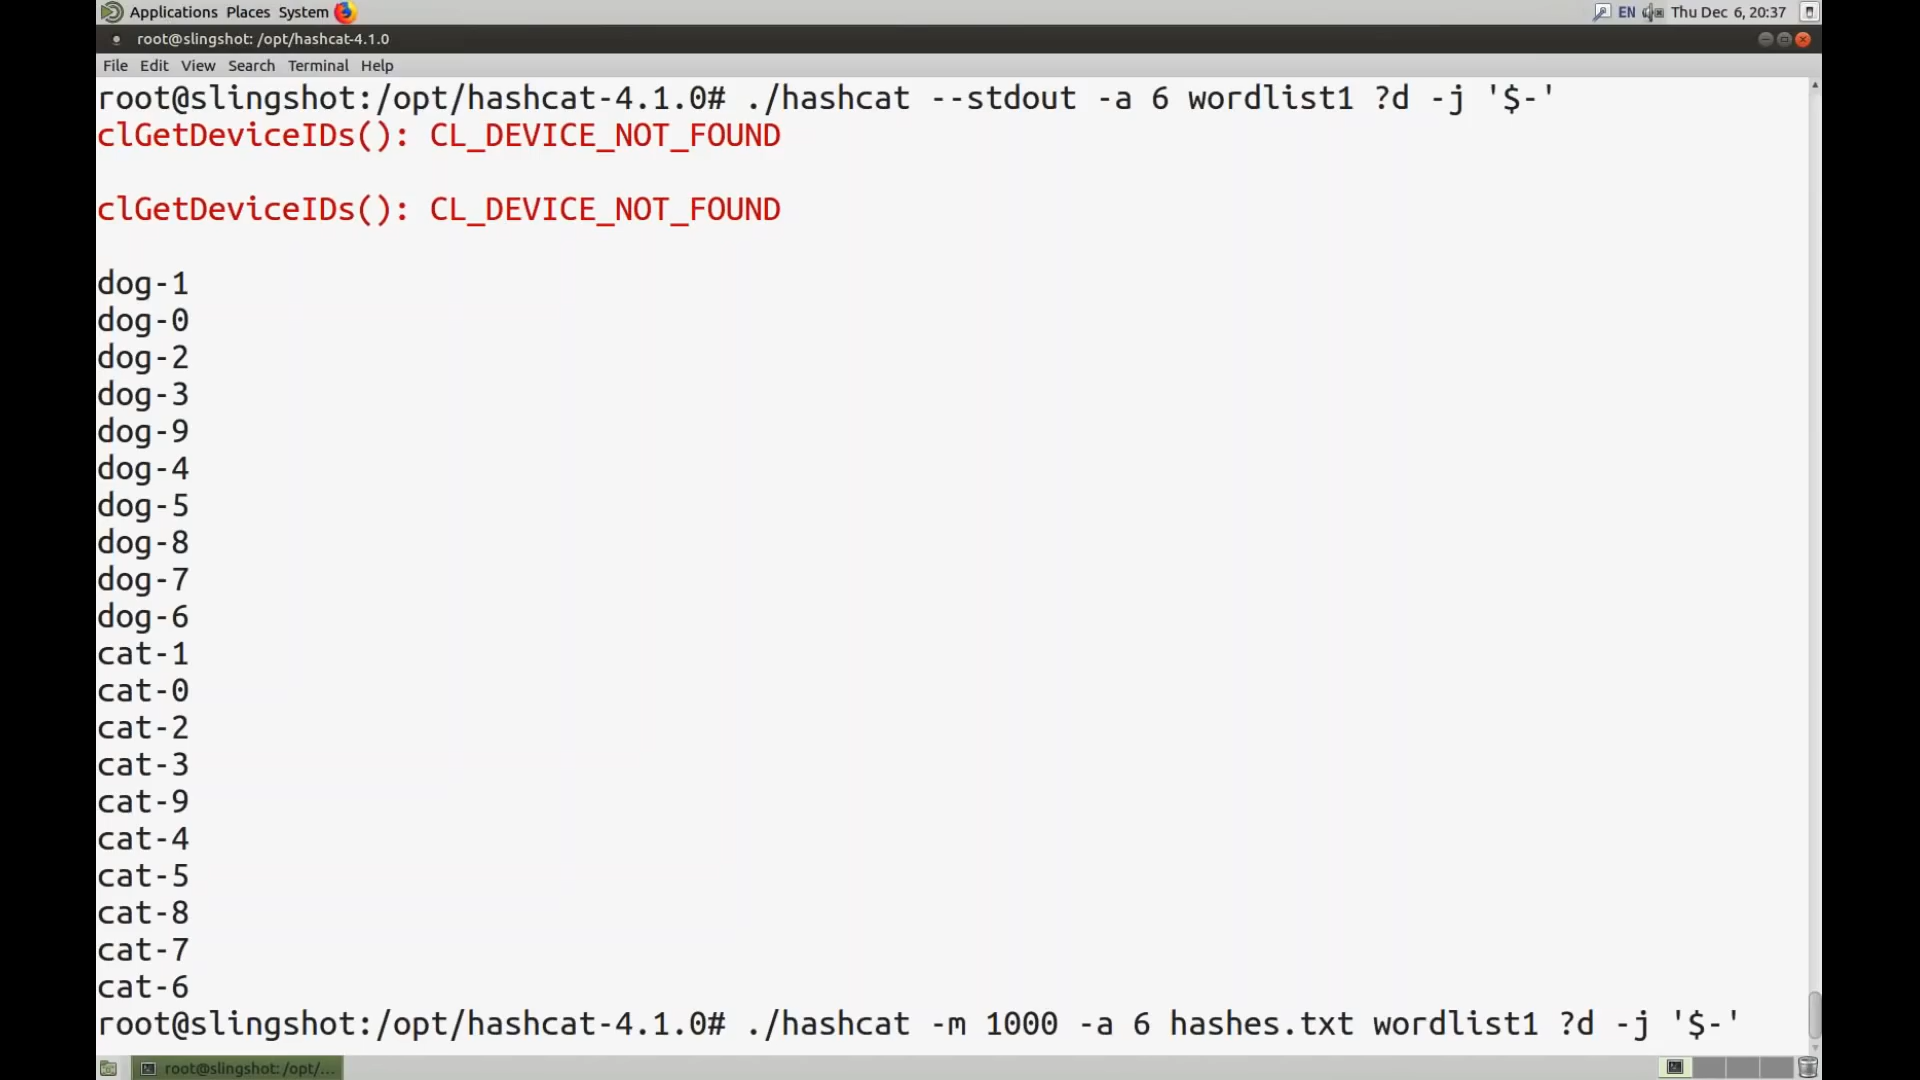 Applications Places System
EN Thu Dec 6, 20:37
root@slingshot: /opt/hashcat-4.1.0
File Edit View Search Terminal Help
root@slingshot:/opt/hashcat-4.1.0# ./hashcat --stdout -a 6 wordlist1 ?d -j '$-'
clGetDeviceIDs(): CL_DEVICE_NOT_FOUND
clGetDeviceIDs(): CL_DEVICE_NOT_FOUND
dog-1
dog-0
dog-2
dog-3
dog-9
dog-4
dog-5
dog-8
dog-7
dog-6
cat-1
cat-0
cat-2
cat-3
cat-9
cat-4
cat-5
cat-8
cat-7
cat-6
root@slingshot:/opt/hashcat-4.1.0# ./hashcat -m 1000 -a 6 hashes.txt wordlist1 ?d -j '$-'
root@slingshot:/opt/...